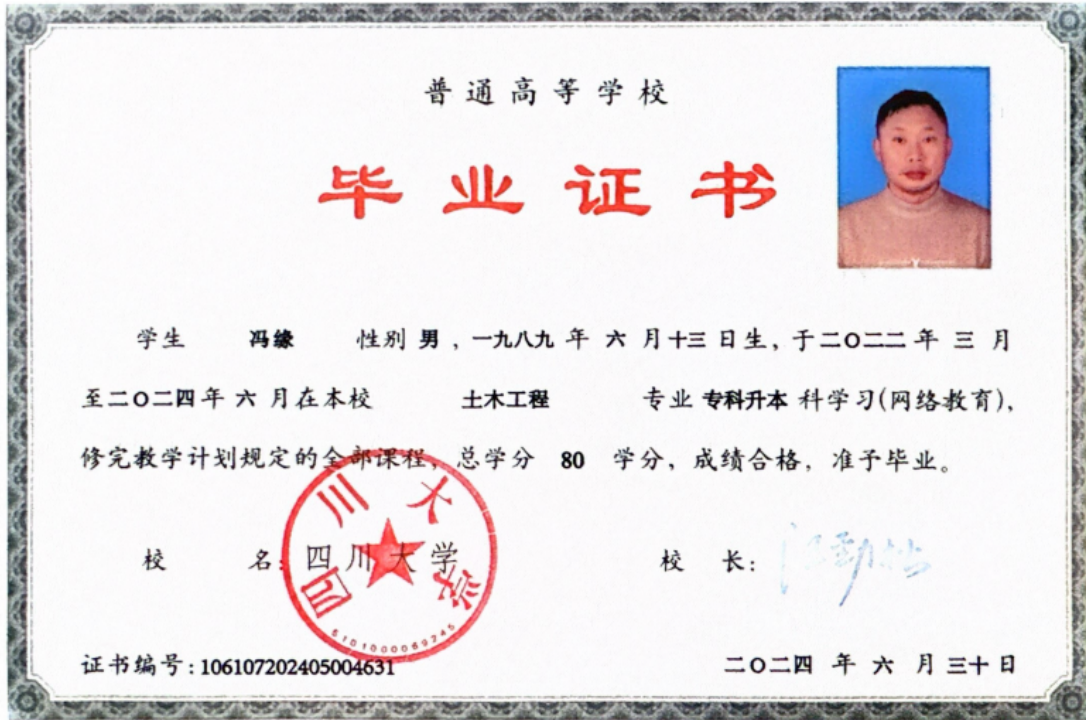 普通高等学校
毕业证书
学生 冯缘 性别 男，一九八九 年 六 月十三 日生，于二〇二二年 三 月
至二〇二四年 六 月在本校 土木工程 专业 专科升本 科学习(网络教育)，
修完教学计划规定的全部课程，总学分 80 学分，成绩合格，准予毕业。
校 名：四川大学 校 长：
四川大学
5101000069245
证书编号：106107202405004631 二〇二四 年 六 月 三十 日